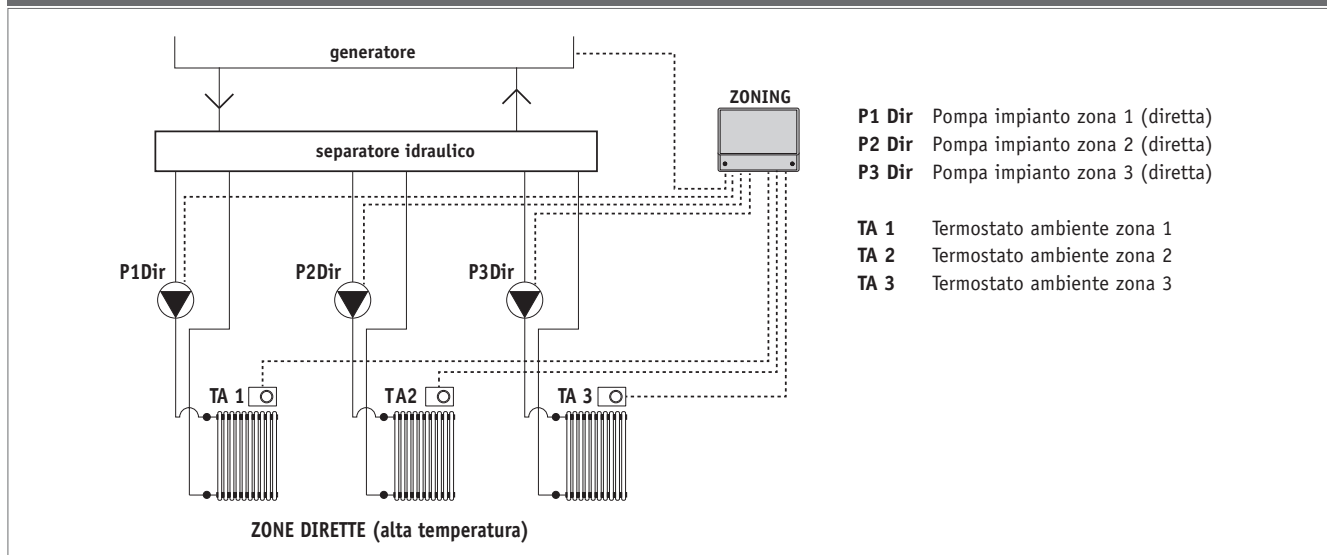 generatore
ZONING
separatore idraulico
P1Dir
P2Dir
P3Dir
TA 1
TA2
TA 3
ZONE DIRETTE (alta temperatura)
P1 Dir Pompa impianto zona 1 (diretta)
P2 Dir Pompa impianto zona 2 (diretta)
P3 Dir Pompa impianto zona 3 (diretta)
TA 1 Termostato ambiente zona 1
TA 2 Termostato ambiente zona 2
TA 3 Termostato ambiente zona 3